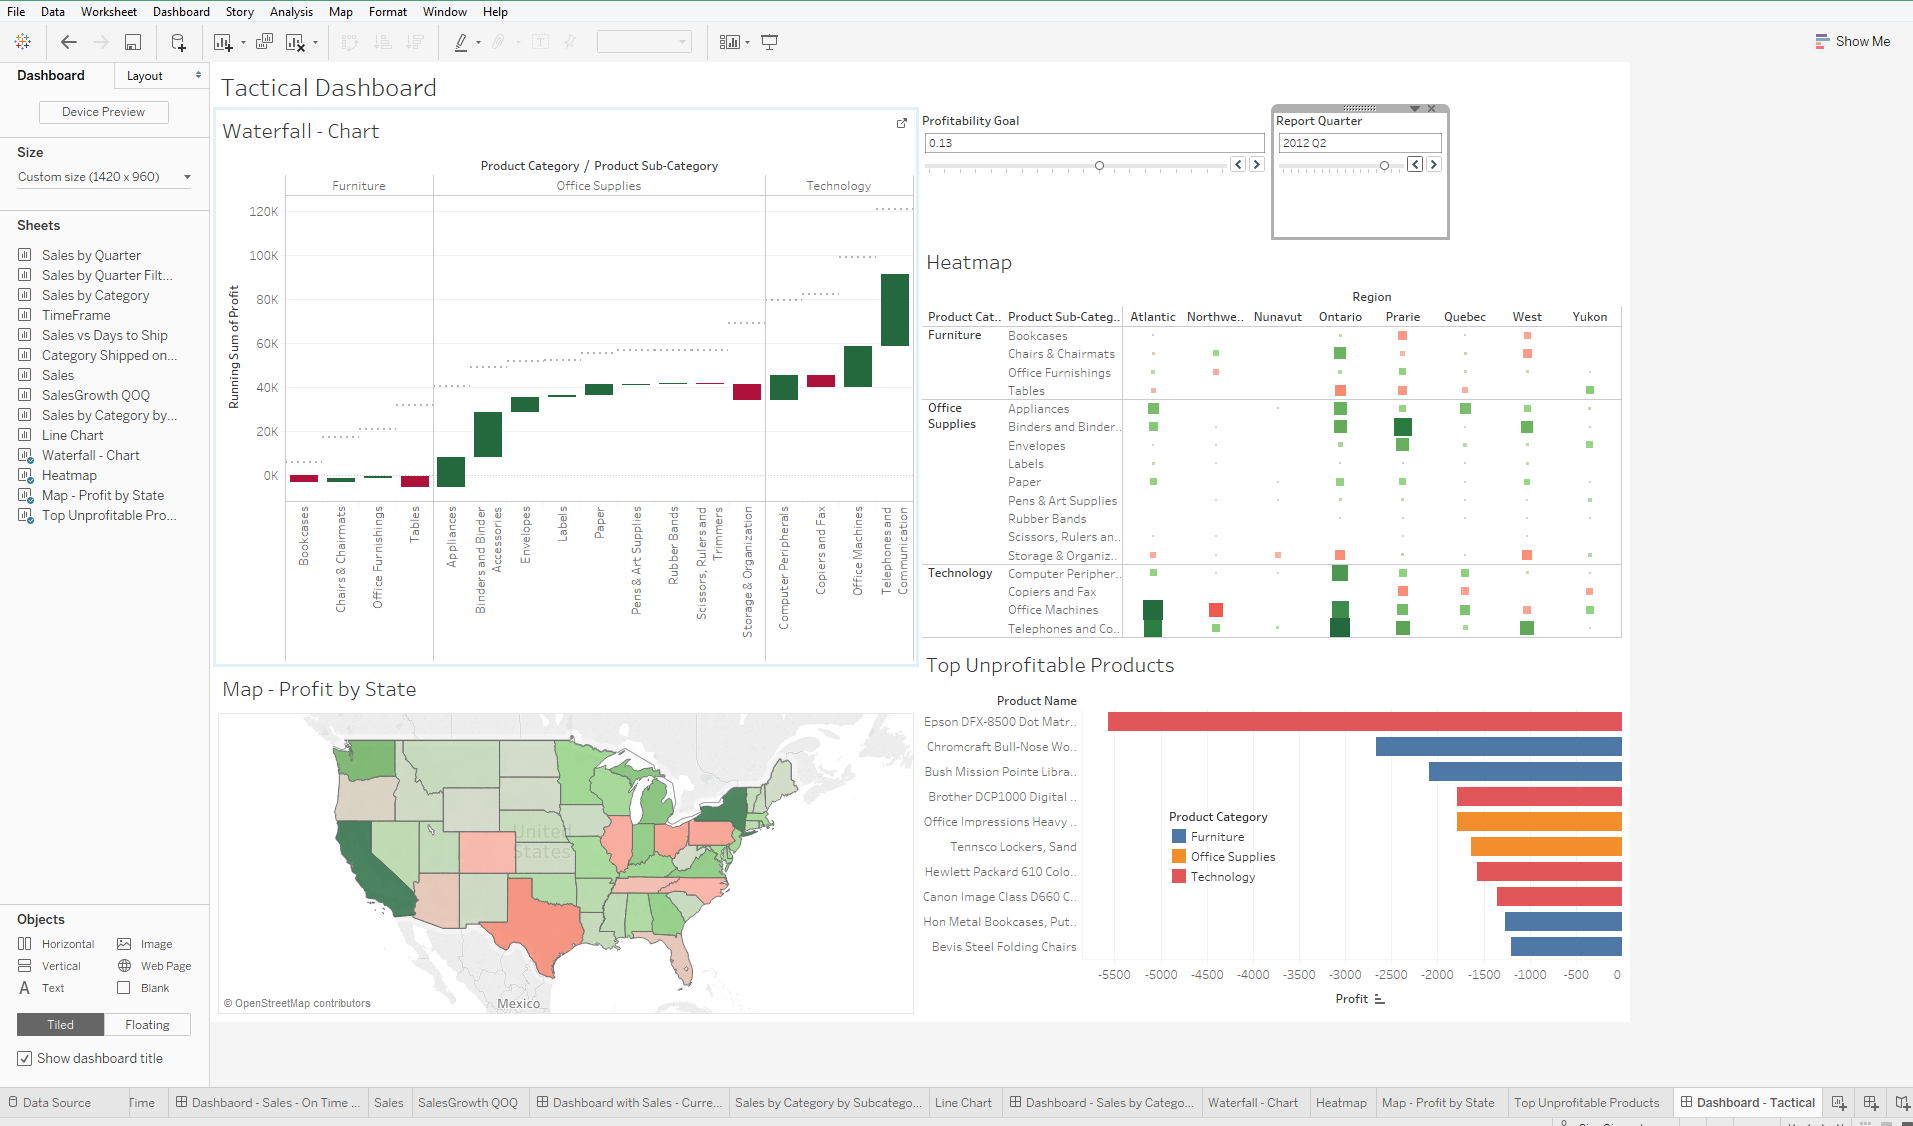 File Data Worksheet Dashboard Story Analysis Map Format Window Help
Show Me
Dashboard Layout
Device Preview
Size
Custom size (1420 x 960)
Sheets
Sales by Quarter
Sales by Quarter Filt...
Sales by Category
TimeFrame
Sales vs Days to Ship
Category Shipped on...
Sales
SalesGrowth QOQ
Sales by Category by...
Line Chart
Waterfall - Chart
Heatmap
Map - Profit by State
Top Unprofitable Pro...
Objects
Horizontal Image
Vertical Web Page
A Text Blank
Tiled Floating
Show dashboard title
Tactical Dashboard
Waterfall - Chart
Product Category / Product Sub-Category
Furniture Office Supplies Technology
Running Sum of Profit
120K
100K
80K
60K
40K
20K
0K
Bookcases
Chairs & Chairmats
Office Furnishings
Tables
Appliances
Binders and Binder
Accessories
Envelopes
Labels
Paper
Pens & Art Supplies
Rubber Bands
Scissors, Rulers and
Trimmers
Storage & Organization
Computer Peripherals
Copiers and Fax
Office Machines
Telephones and
Communication
Profitability Goal
0.13
Report Quarter
2012 Q2
Heatmap
Region
Product Cat.. Product Sub-Categ.. Atlantic Northwe.. Nunavut Ontario Prarie Quebec West Yukon
Furniture Bookcases
Chairs & Chairmats
Office Furnishings
Tables
Office Appliances
Supplies Binders and Binder..
Envelopes
Labels
Paper
Pens & Art Supplies
Rubber Bands
Scissors, Rulers an..
Storage & Organiz..
Technology Computer Peripher..
Copiers and Fax
Office Machines
Telephones and Co..
Map - Profit by State
United
States
Mexico
© OpenStreetMap contributors
Top Unprofitable Products
Product Name
Epson DFX-8500 Dot Matr..
Chromcraft Bull-Nose Wo..
Bush Mission Pointe Libra..
Brother DCP1000 Digital ..
Office Impressions Heavy ..
Tennsco Lockers, Sand
Hewlett Packard 610 Colo..
Canon Image Class D660 C..
Hon Metal Bookcases, Put..
Bevis Steel Folding Chairs
Product Category
Furniture
Office Supplies
Technology
-5500 -5000 -4500 -4000 -3500 -3000 -2500 -2000 -1500 -1000 -500 0
Profit
Data Source Time Dashbaord - Sales - On Time ... Sales SalesGrowth QOQ Dashboard with Sales - Curre... Sales by Category by Subcatego... Line Chart Dashboard - Sales by Catego... Waterfall - Chart Heatmap Map - Profit by State Top Unprofitable Products Dashboard - Tactical